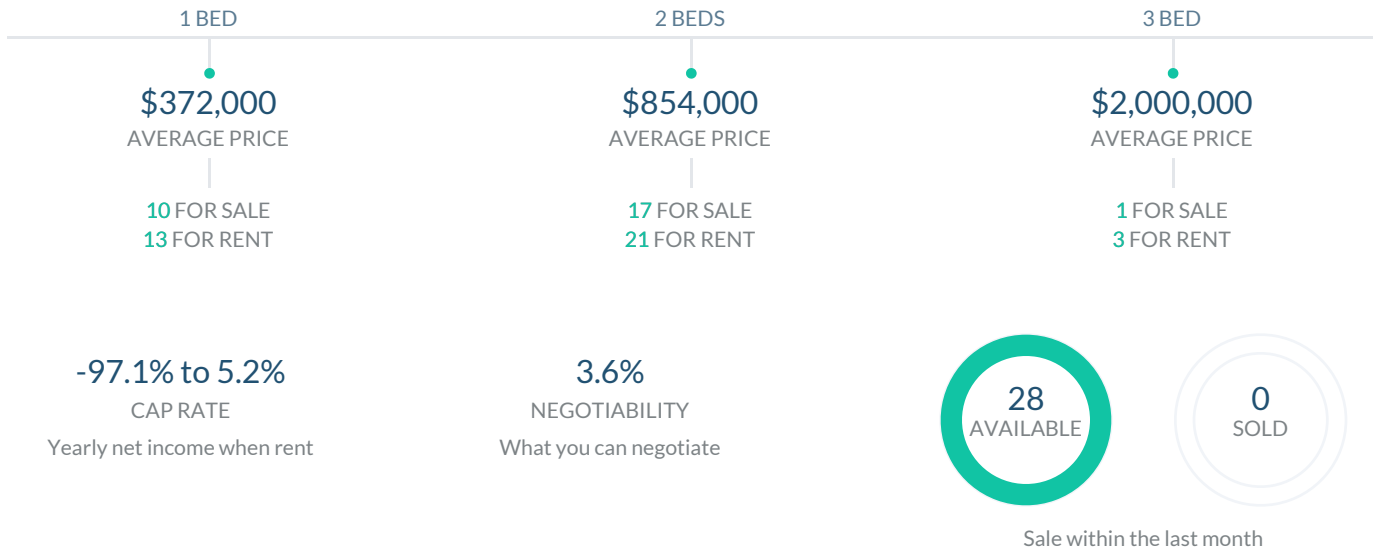 1 BED
$372,000
AVERAGE PRICE
10 FOR SALE
13 FOR RENT
2 BEDS
$854,000
AVERAGE PRICE
17 FOR SALE
21 FOR RENT
3 BED
$2,000,000
AVERAGE PRICE
1 FOR SALE
3 FOR RENT
-97.1% to 5.2%
CAP RATE
Yearly net income when rent
3.6%
NEGOTIABILITY
What you can negotiate
28
AVAILABLE
0
SOLD
Sale within the last month